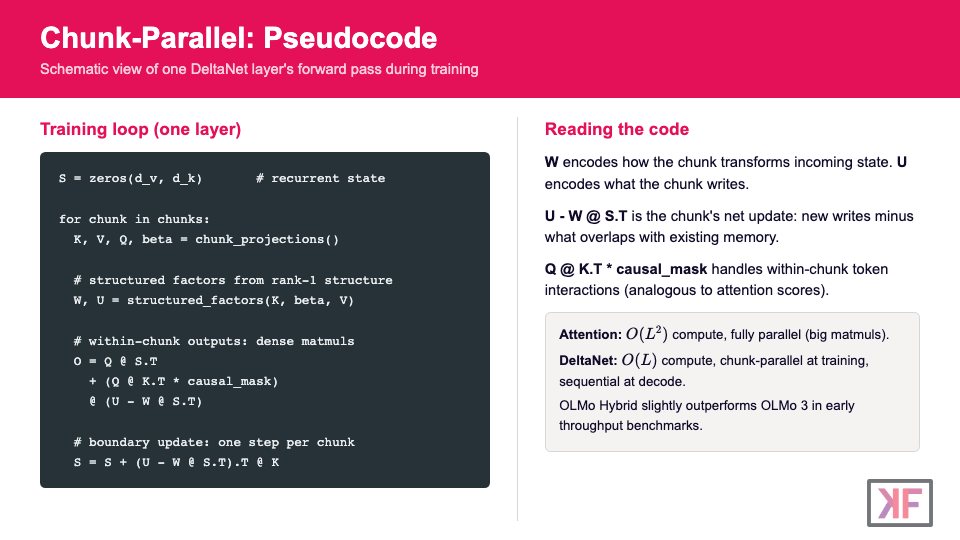 Chunk-Parallel: Pseudocode
Schematic view of one DeltaNet layer's forward pass during training
Training loop (one layer)
S = zeros(d_v, d_k)       # recurrent state
for chunk in chunks:
  K, V, Q, beta = chunk_projections()
  # structured factors from rank-1 structure
  W, U = structured_factors(K, beta, V)
  # within-chunk outputs: dense matmuls
  O = Q @ S.T
    + (Q @ K.T * causal_mask)
    @ (U - W @ S.T)
  # boundary update: one step per chunk
  S = S + (U - W @ S.T).T @ K
Reading the code
W encodes how the chunk transforms incoming state. U
encodes what the chunk writes.
U - W @ S.T is the chunk's net update: new writes minus
what overlaps with existing memory.
Q @ K.T * causal_mask handles within-chunk token
interactions (analogous to attention scores).
Attention: O(L²) compute, fully parallel (big matmuls).
DeltaNet: O(L) compute, chunk-parallel at training,
sequential at decode.
OLMo Hybrid slightly outperforms OLMo 3 in early
throughput benchmarks.
KF